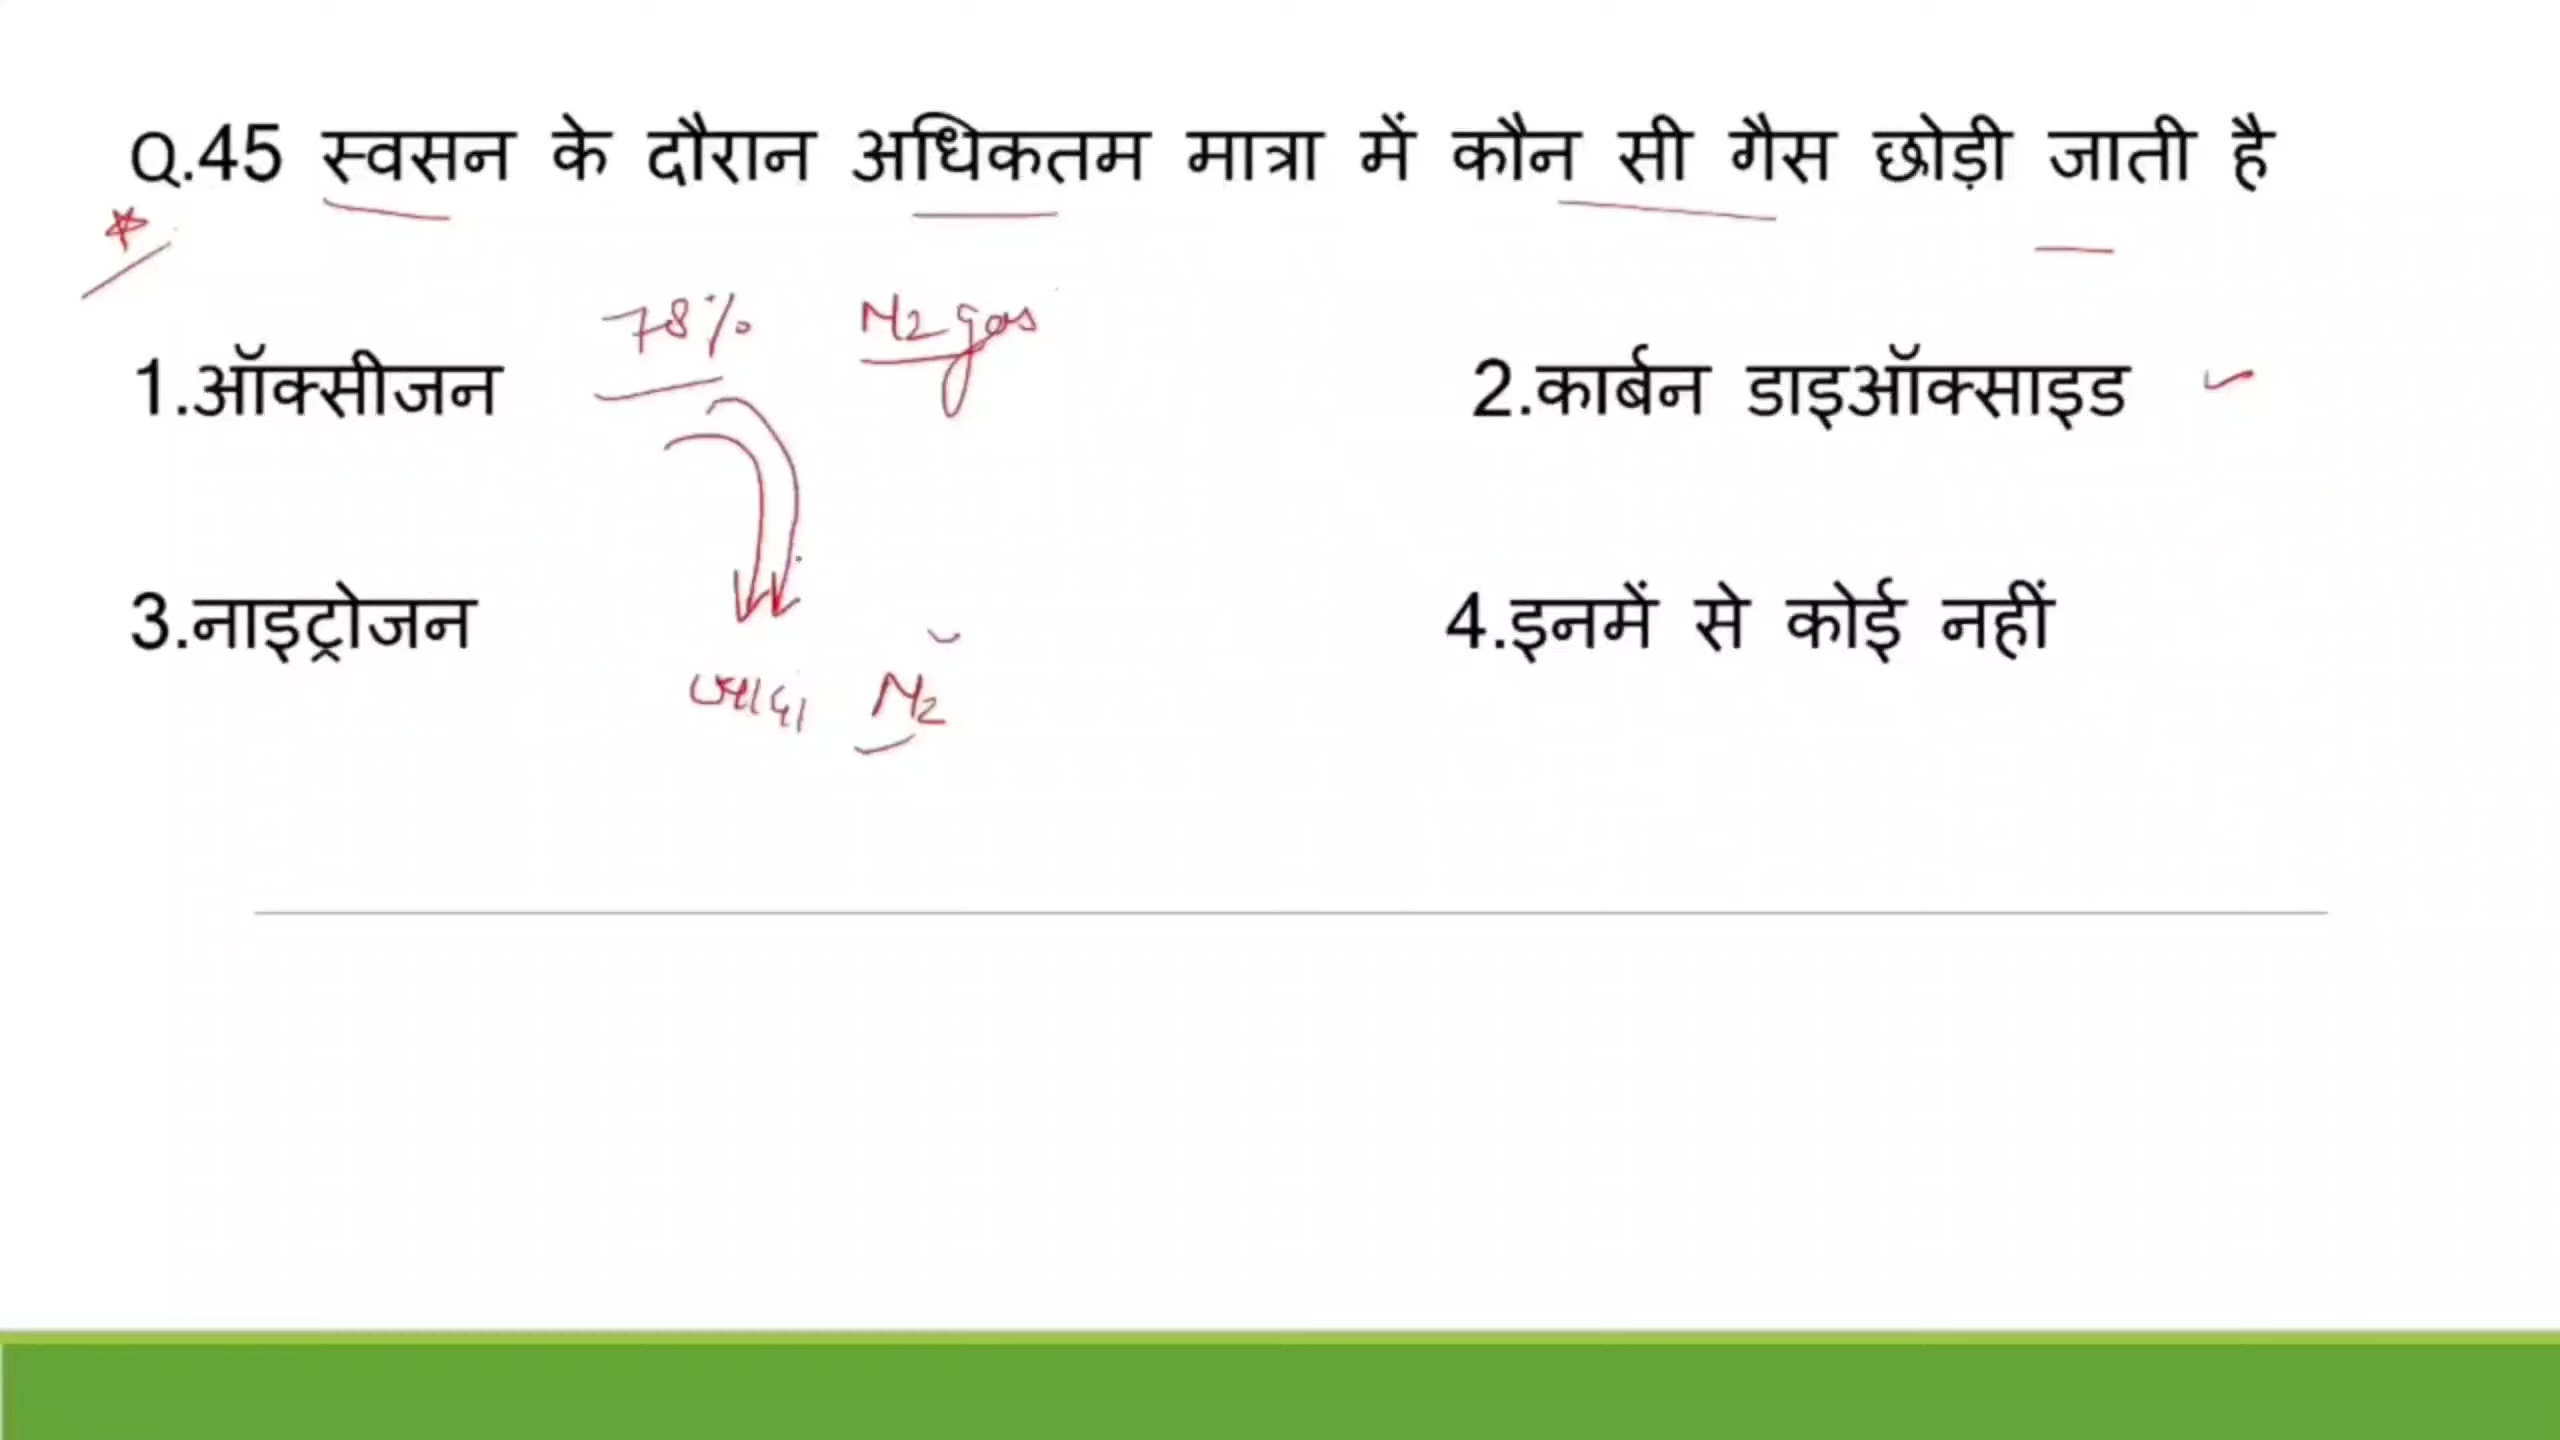 Q.45 स्वसन के दौरान अधिकतम मात्रा में कौन सी गैस छोड़ी जाती है
78% N2 gas
1.ऑक्सीजन 2.कार्बन डाइऑक्साइड
3.नाइट्रोजन 4.इनमें से कोई नहीं
ज्यादा N2